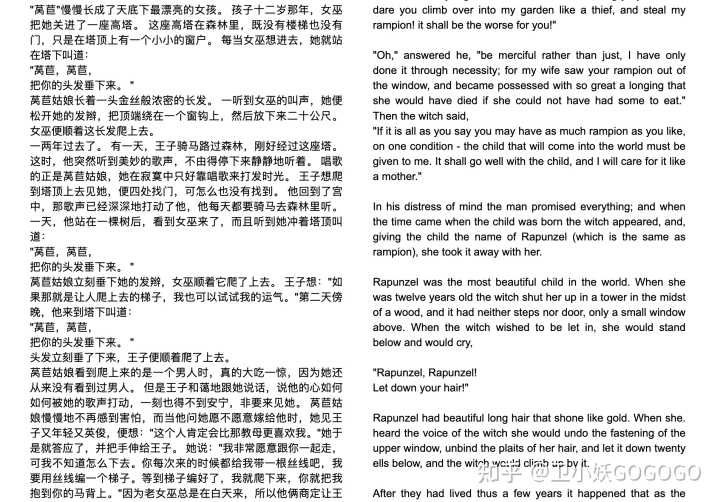 "莴苣"慢慢长成了天底下最漂亮的女孩。 孩子十二岁那年，女巫
把她关进了一座高塔。 这座高塔在森林里，既没有楼梯也没有
门，只是在塔顶上有一个小小的窗户。 每当女巫想进去，她就站
在塔下叫道：
"莴苣，莴苣，
把你的头发垂下来。 "
莴苣姑娘长着一头金丝般浓密的长发。 一听到女巫的叫声，她便
松开她的发辫，把顶端绕在一个窗钩上，然后放下来二十公尺。
女巫便顺着这长发爬上去。
一两年过去了。 有一天，王子骑马路过森林，刚好经过这座塔。
这时，他突然听到美妙的歌声，不由得停下来静静地听着。 唱歌
的正是莴苣姑娘，她在寂寞中只好靠唱歌来打发时光。 王子想爬
到塔顶上去见她，便四处找门，可怎么也没有找到。 他回到了宫
中，那歌声已经深深地打动了他，他每天都要骑马去森林里听。
一天，他站在一棵树后，看到女巫来了，而且听到她冲着塔顶叫
道：
"莴苣，莴苣，
把你的头发垂下来。 "
莴苣姑娘立刻垂下她的发辫，女巫顺着它爬了上去。 王子想："如
果那就是让人爬上去的梯子，我也可以试试我的运气。"第二天傍
晚，他来到塔下叫道：
"莴苣，莴苣，
把你的头发垂下来。 "
头发立刻垂了下来，王子便顺着爬了上去。
莴苣姑娘看到爬上来的是一个男人时，真的大吃一惊，因为她还
从来没有看到过男人。 但是王子和蔼地跟她说话，说他的心如何
如何被她的歌声打动，一刻也得不到安宁，非要来见她。 莴苣姑
娘慢慢地不再感到害怕，而当他问她愿不愿意嫁给他时，她见王
子又年轻又英俊，便想："这个人肯定会比那教母更喜欢我。"她于
是就答应了，并把手伸给王子。 她说："我非常愿意跟你一起走，
可我不知道怎么下去。你每次来的时候都给我带一根丝线吧，我
要用丝线编一个梯子。等到梯子编好了，我就爬下来，你就把我
抱到你的马背上。"因为老女巫总是在白天来，所以他俩商定让王
dare you climb over into my garden like a thief, and steal my
rampion! it shall be the worse for you!"
"Oh," answered he, "be merciful rather than just, I have only
done it through necessity; for my wife saw your rampion out of
the window, and became possessed with so great a longing that
she would have died if she could not have had some to eat."
Then the witch said,
"If it is all as you say you may have as much rampion as you like,
on one condition - the child that will come into the world must be
given to me. It shall go well with the child, and I will care for it like
a mother."
In his distress of mind the man promised everything; and when
the time came when the child was born the witch appeared, and,
giving the child the name of Rapunzel (which is the same as
rampion), she took it away with her.
Rapunzel was the most beautiful child in the world. When she
was twelve years old the witch shut her up in a tower in the midst
of a wood, and it had neither steps nor door, only a small window
above. When the witch wished to be let in, she would stand
below and would cry,
"Rapunzel, Rapunzel!
Let down your hair!"
Rapunzel had beautiful long hair that shone like gold. When she.
heard the voice of the witch she would undo the fastening of the
upper window, unbind the plaits of her hair, and let it down twenty
ells below, and the witch would climb up by it.
After they had lived thus a few years it happened that as the
知乎 @卫小妖GOGOGO